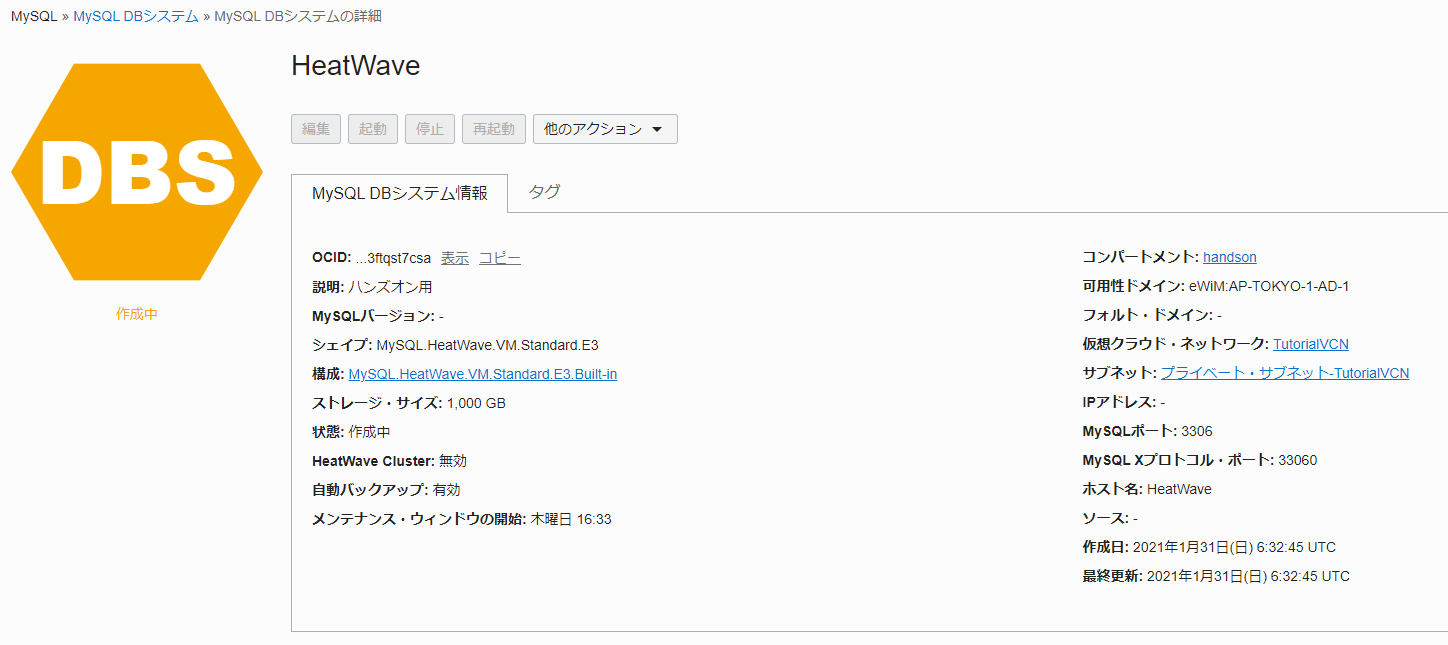 MySQL » MySQL DBシステム » MySQL DBシステムの詳細
DBS
作成中
HeatWave
編集 起動 停止 再起動 他のアクション
MySQL DBシステム情報 タグ
OCID: ...3ftqst7csa 表示 コピー
説明: ハンズオン用
MySQLバージョン: -
シェイプ: MySQL.HeatWave.VM.Standard.E3
構成: MySQL.HeatWave.VM.Standard.E3.Built-in
ストレージ・サイズ: 1,000 GB
状態: 作成中
HeatWave Cluster: 無効
自動バックアップ: 有効
メンテナンス・ウィンドウの開始: 木曜日 16:33
コンパートメント: handson
可用性ドメイン: eWiM:AP-TOKYO-1-AD-1
フォルト・ドメイン: -
仮想クラウド・ネットワーク: TutorialVCN
サブネット: プライベート・サブネット-TutorialVCN
IPアドレス: -
MySQLポート: 3306
MySQL Xプロトコル・ポート: 33060
ホスト名: HeatWave
ソース: -
作成日: 2021年1月31日(日) 6:32:45 UTC
最終更新: 2021年1月31日(日) 6:32:45 UTC